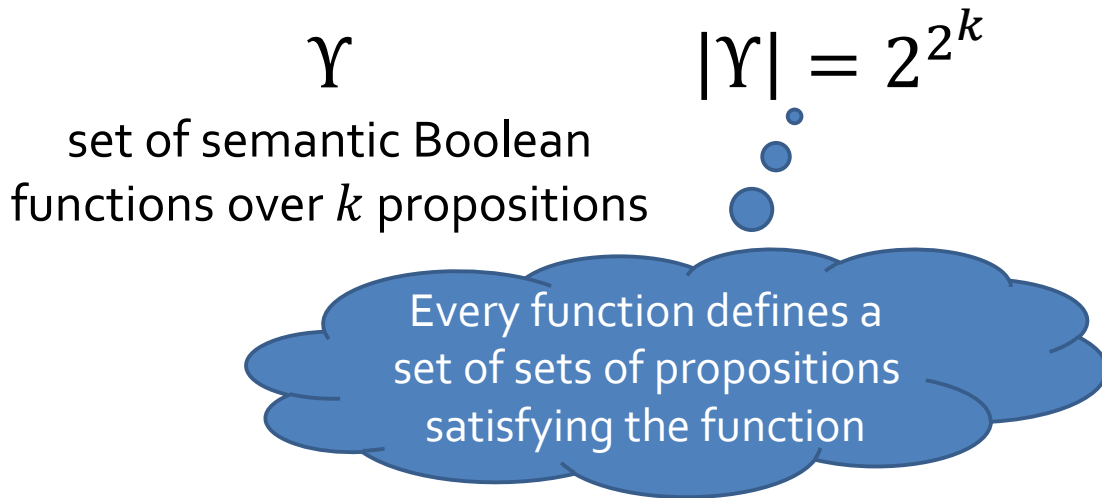 ϒ |ϒ| = 2^{2^k}
set of semantic Boolean
functions over k propositions
Every function defines a
set of sets of propositions
satisfying the function